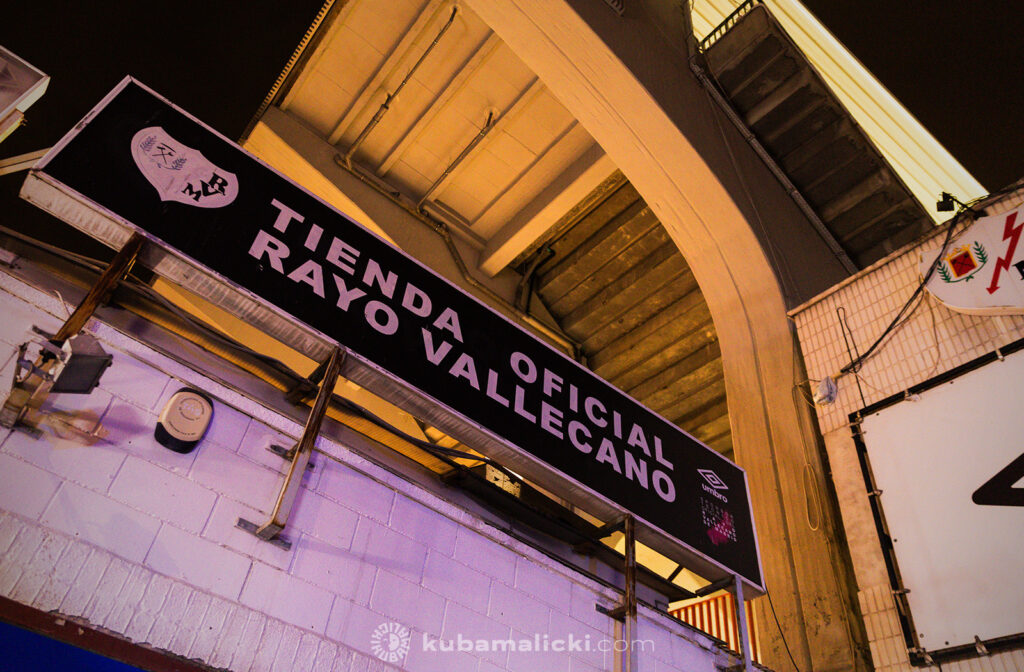 TIENDA OFICIAL
RAYO VALLECANO
umbro
kubamalicki.com